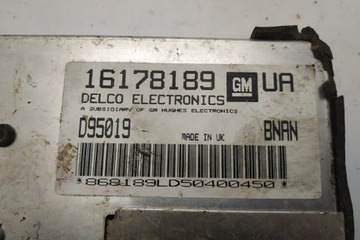 16178189 GM UA
DELCO ELECTRONICS
A SUBSIDIARY OF GM HUGHES ELECTRONICS
D95019 MADE IN UK BNAN
*868189LD50400450*